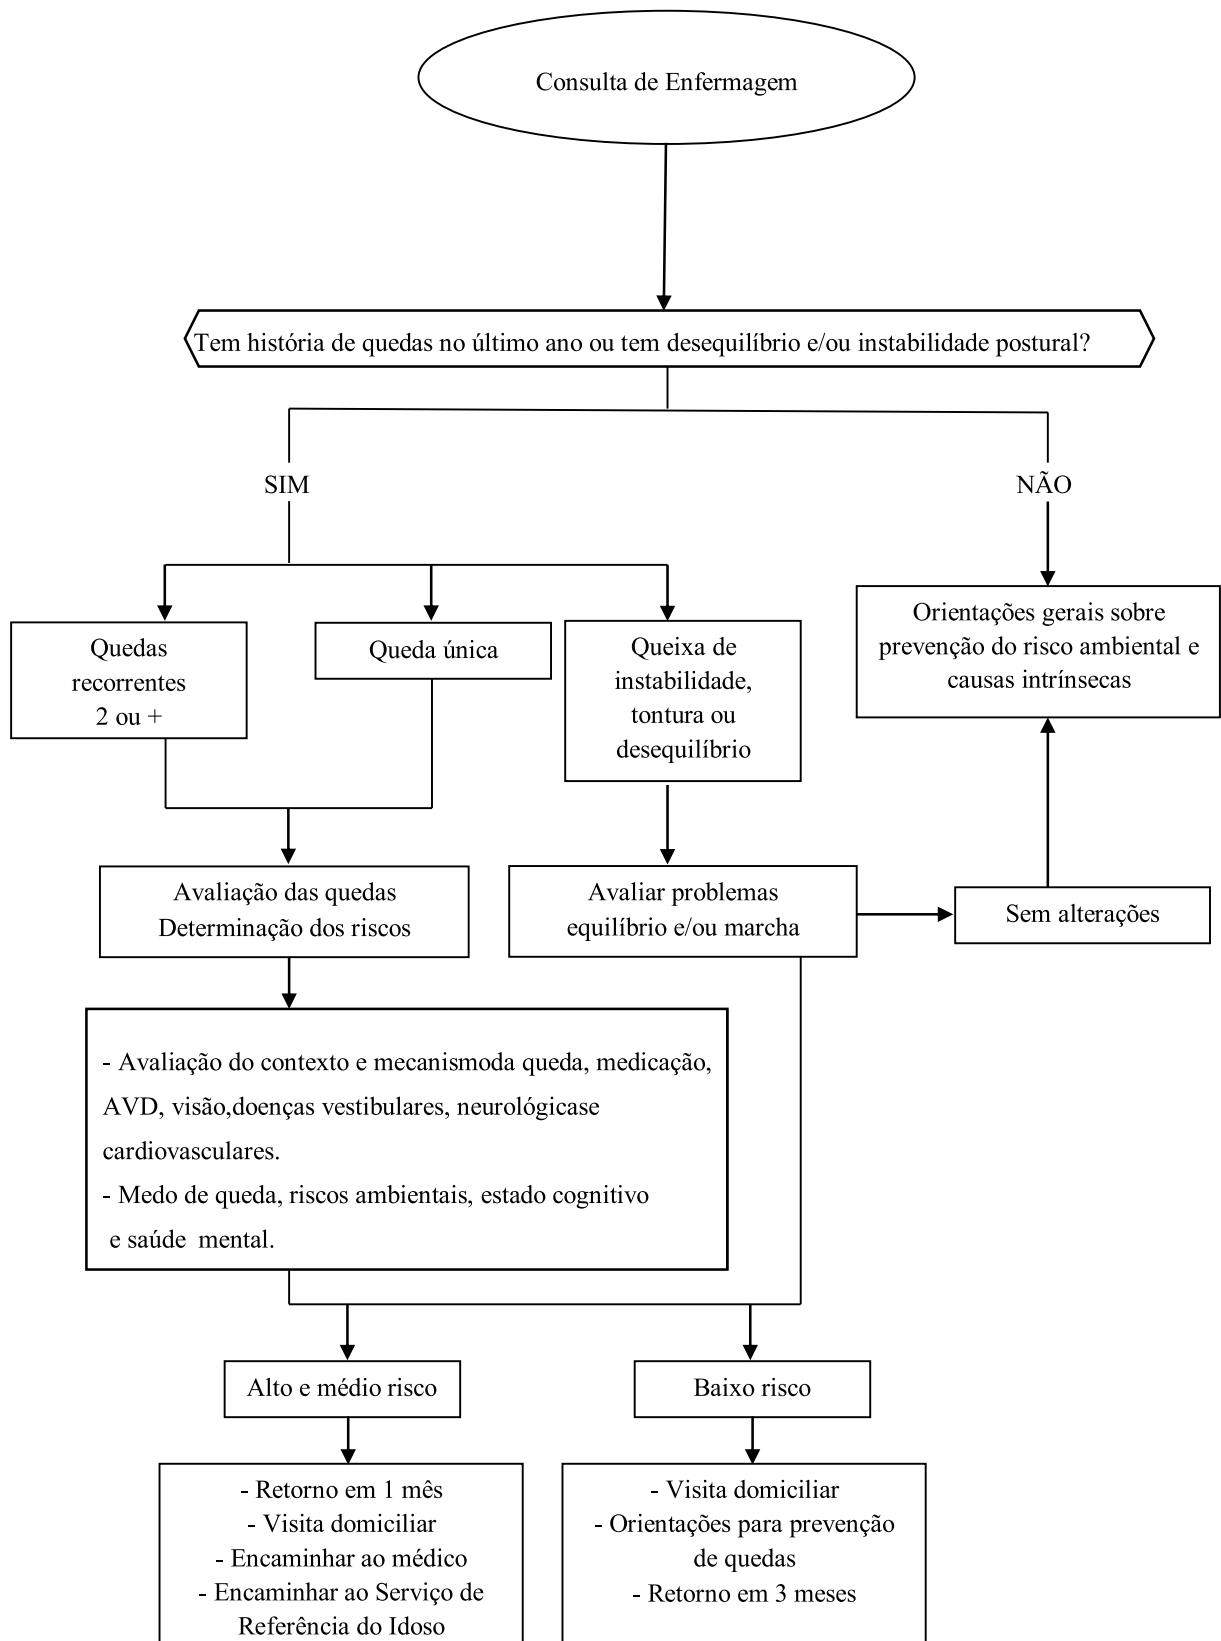 Consulta de Enfermagem
Tem história de quedas no último ano ou tem desequilíbrio e/ou instabilidade postural?
SIM
NÃO
Quedas
recorrentes
2 ou +
Queda única
Queixa de
instabilidade,
tontura ou
desequilíbrio
Orientações gerais sobre
prevenção do risco ambiental e
causas intrínsecas
Avaliação das quedas
Determinação dos riscos
Avaliar problemas
equilíbrio e/ou marcha
Sem alterações
- Avaliação do contexto e mecanismoda queda, medicação,
AVD, visão,doenças vestibulares, neurológicase
cardiovasculares.
- Medo de queda, riscos ambientais, estado cognitivo
e saúde  mental.
Alto e médio risco
Baixo risco
- Retorno em 1 mês
- Visita domiciliar
- Encaminhar ao médico
- Encaminhar ao Serviço de
Referência do Idoso
- Visita domiciliar
- Orientações para prevenção
de quedas
- Retorno em 3 meses